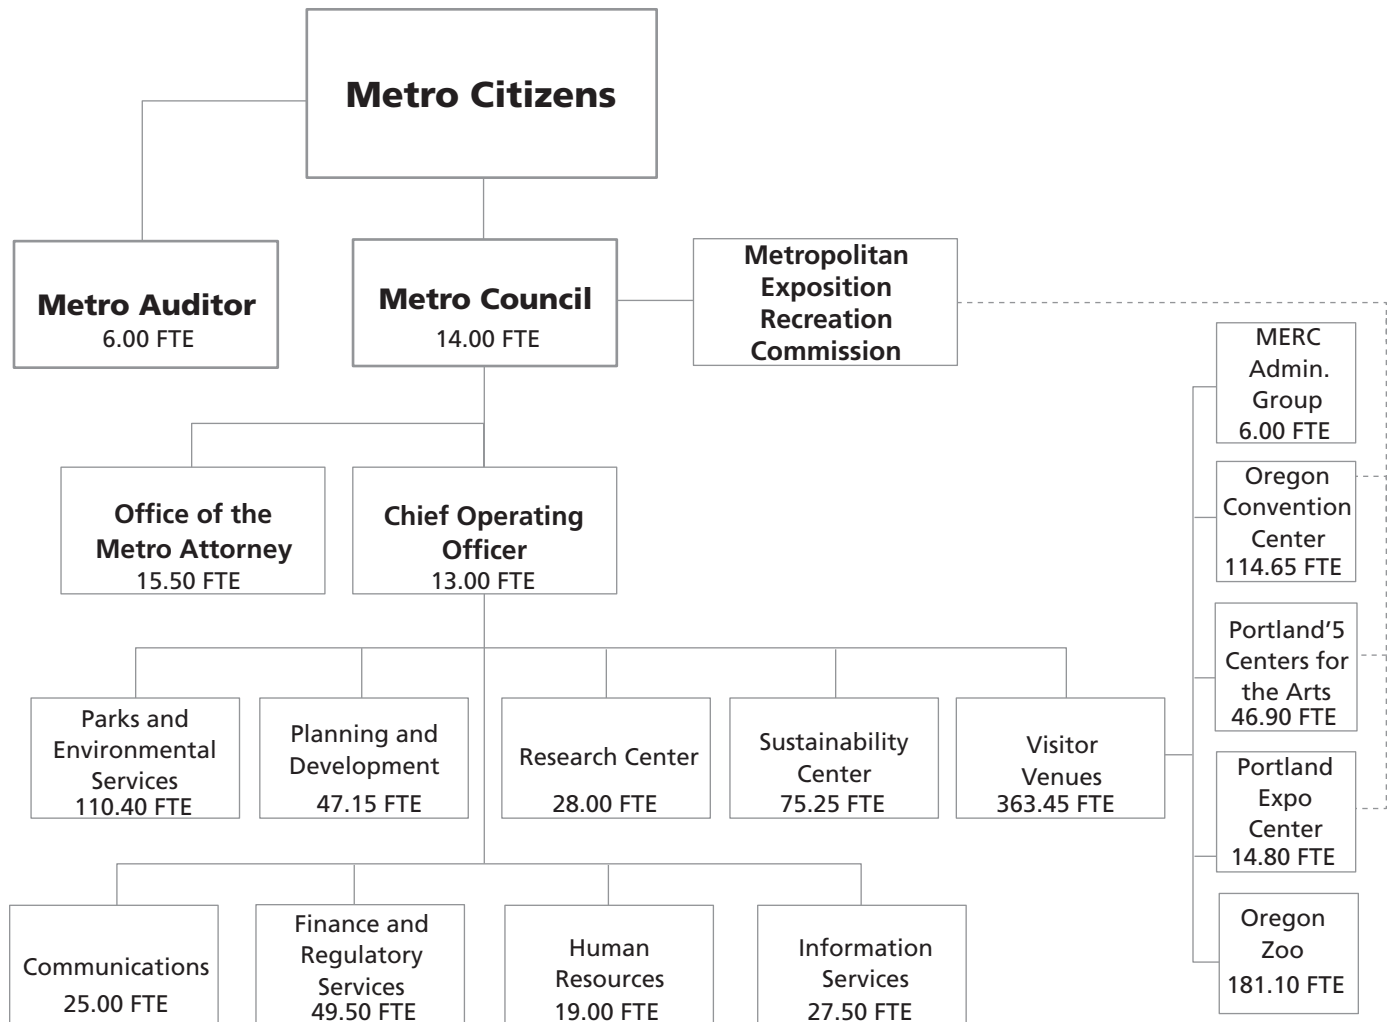 Metro Citizens
Metro Auditor
6.00 FTE
Metro Council
14.00 FTE
Metropolitan
Exposition
Recreation
Commission
Office of the
Metro Attorney
15.50 FTE
Chief Operating
Officer
13.00 FTE
Parks and
Environmental
Services
110.40 FTE
Planning and
Development
47.15 FTE
Research Center
28.00 FTE
Sustainability
Center
75.25 FTE
Visitor
Venues
363.45 FTE
MERC
Admin.
Group
6.00 FTE
Oregon
Convention
Center
114.65 FTE
Portland'5
Centers for
the Arts
46.90 FTE
Portland
Expo
Center
14.80 FTE
Oregon
Zoo
181.10 FTE
Communications
25.00 FTE
Finance and
Regulatory
Services
49.50 FTE
Human
Resources
19.00 FTE
Information
Services
27.50 FTE